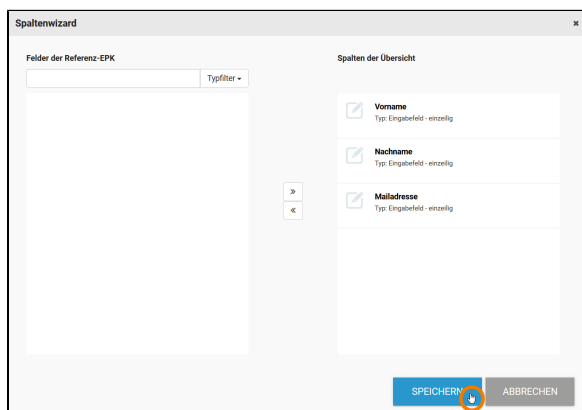 Spaltenwizard ×
Felder der Referenz-EPK
Typfilter
Spalten der Übersicht
Vorname
Typ: Eingabefeld - einzeilig
Nachname
Typ: Eingabefeld - einzeilig
Mailadresse
Typ: Eingabefeld - einzeilig
»
«
SPEICHERN ABBRECHEN